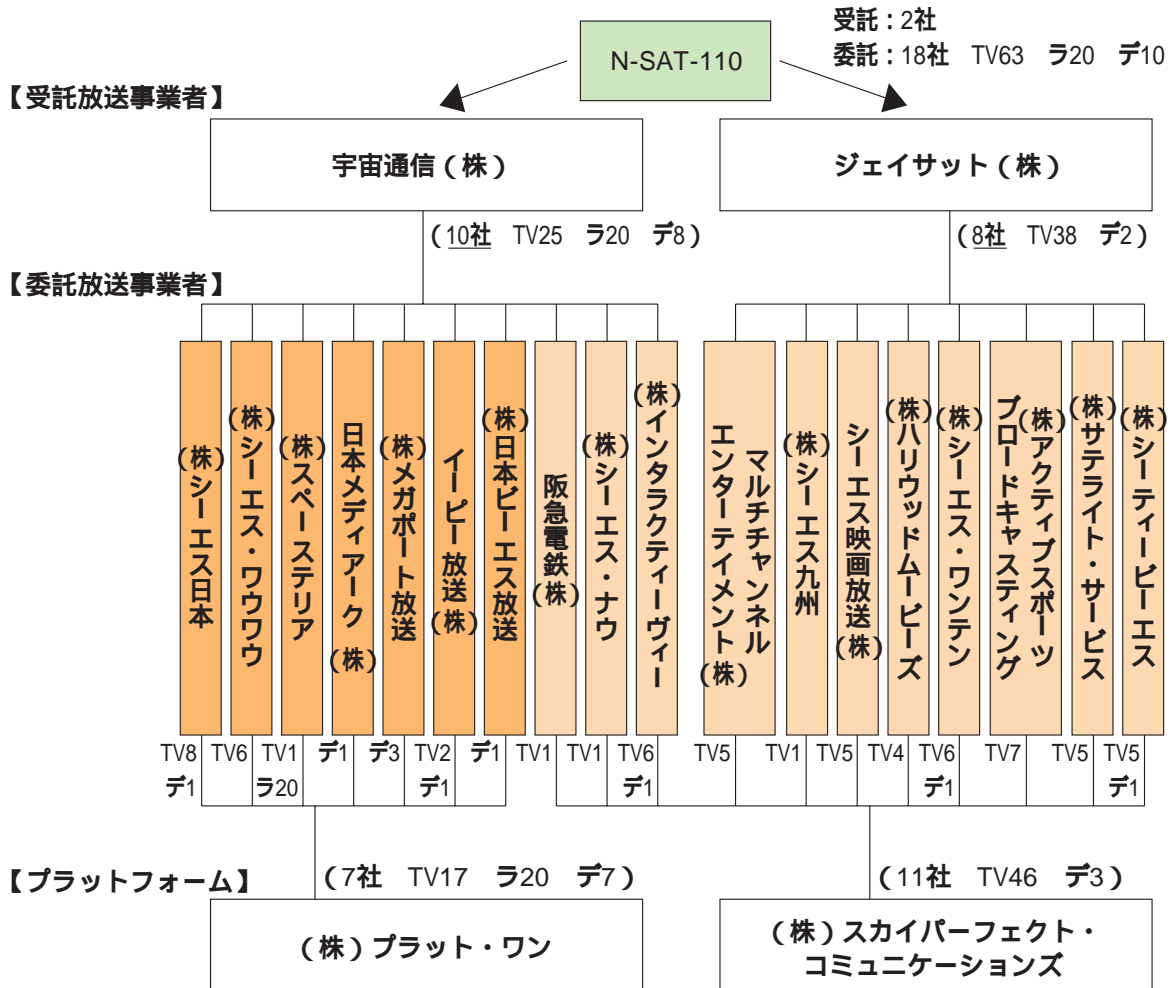 受託：2社
委託：18社 TV63 ラ20 デ10
N-SAT-110
【受託放送事業者】
宇宙通信（株）
ジェイサット（株）
（10社 TV25 ラ20 デ8）
（8社 TV38 デ2）
【委託放送事業者】
（株）シーエス日本
（株）シーエス・ワウワウ
（株）スペーステリア
日本メディアーク（株）
（株）メガポート放送
イーピー放送（株）
（株）日本ビーエス放送
阪急電鉄（株）
（株）シーエス・ナウ
（株）インタラクティーヴィー
マルチチャンネル
エンターテイメント（株）
（株）シーエス九州
シーエス映画放送（株）
（株）ハリウッドムービーズ
（株）シーエス・ワンテン
（株）アクティブスポーツ
ブロードキャスティング
（株）サテライト・サービス
（株）シーティービーエス
TV8 TV6 TV1 デ1 デ3 TV2 デ1 TV1 TV1 TV6 TV5 TV1 TV5 TV4 TV6 TV7 TV5 TV5
デ1 ラ20 デ1 デ1 デ1 デ1
【プラットフォーム】
（7社 TV17 ラ20 デ7）
（11社 TV46 デ3）
（株）プラット・ワン
（株）スカイパーフェクト・
コミュニケーションズ